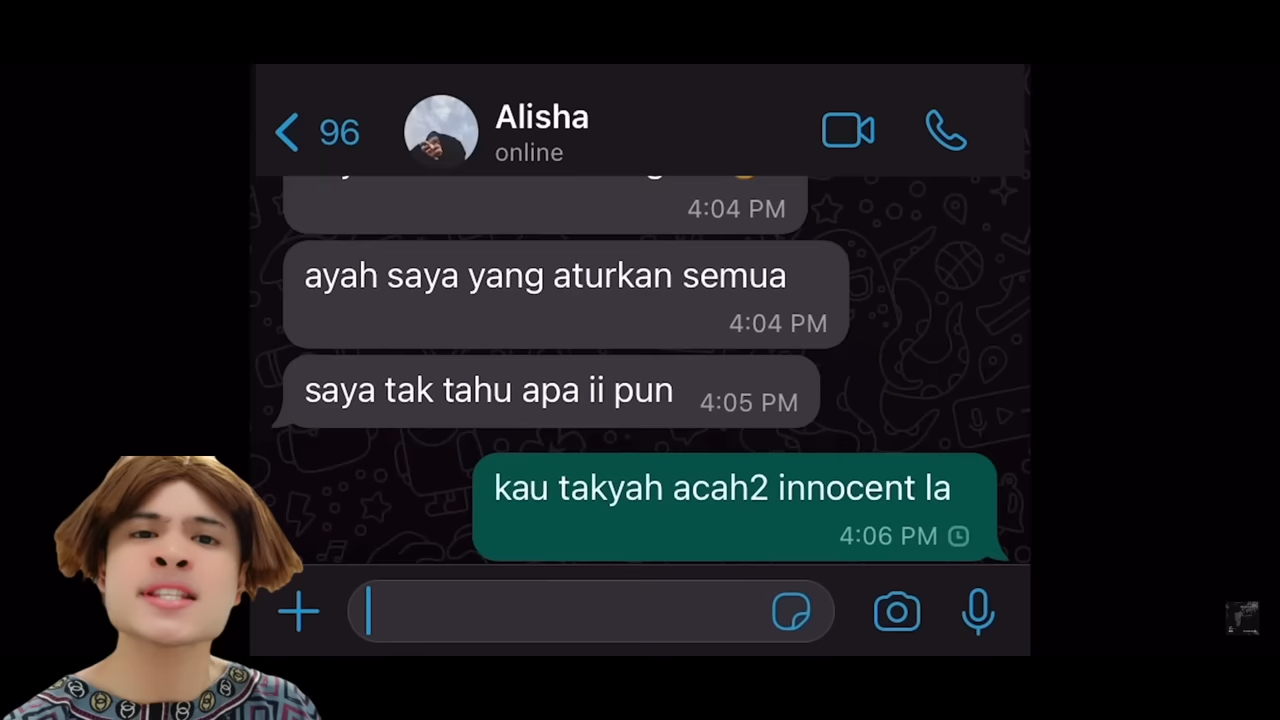 96
Alisha
online
4:04 PM
ayah saya yang aturkan semua
4:04 PM
saya tak tahu apa ii pun 4:05 PM
kau takyah acah2 innocent la
4:06 PM